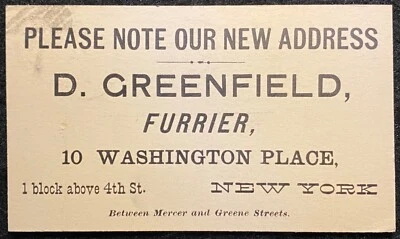 PLEASE NOTE OUR NEW ADDRESS
D. GREENFIELD,
FURRIER,
10 WASHINGTON PLACE,
1 block above 4th St. NEW YORK
Between Mercer and Greene Streets.